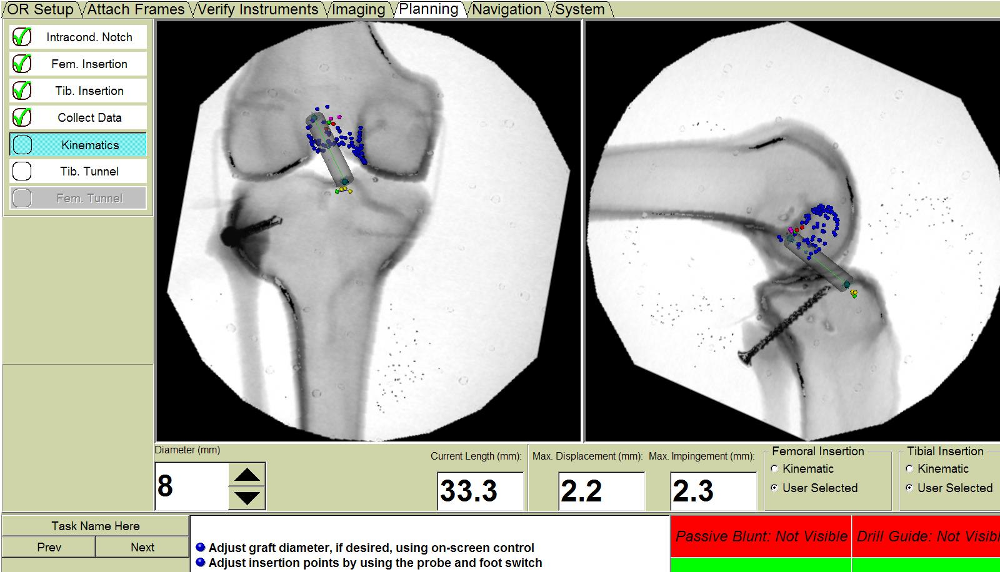 OR Setup Attach Frames Verify Instruments Imaging Planning Navigation System
Intracond. Notch
Fem. Insertion
Tib. Insertion
Collect Data
Kinematics
Tib. Tunnel
Fem. Tunnel
Diameter (mm)
8
Current Length (mm):
33.3
Max. Displacement (mm):
2.2
Max. Impingement (mm):
2.3
Femoral Insertion
Kinematic
User Selected
Tibial Insertion
Kinematic
User Selected
Task Name Here
Prev Next
Adjust graft diameter, if desired, using on-screen control
Adjust insertion points by using the probe and foot switch
Passive Blunt: Not Visible
Drill Guide: Not Visibl